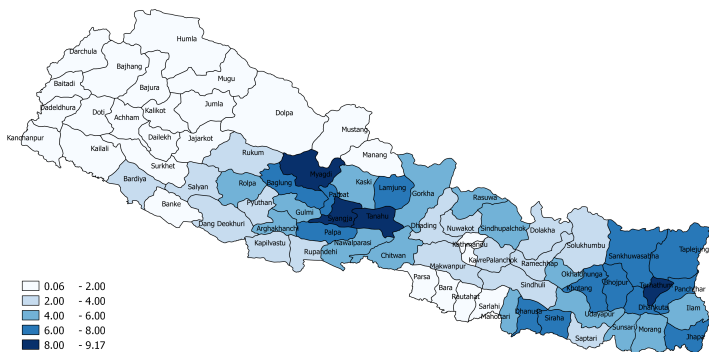 Humla
Darchula
Bajhang
Mugu
Baitadi
Bajura
Dadeldhura
Doti
Achham
Kalikot
Jumla
Dolpa
Mustang
Kanchanpur
Kailali
Dailekh
Jajarkot
Surkhet
Rukum
Manang
Bardiya
Salyan
Rolpa
Baglung
Myagdi
Kaski
Lamjung
Gorkha
Rasuwa
Banke
Pyuthan
Parbat
Gulmi
Syangja
Tanahu
Dang Deokhuri
Arghakhanchi
Palpa
Dhading
Nuwakot
Sindhupalchok
Dolakha
Kapilvastu
Rupandehi
Nawalparasi
Chitwan
Kathmandu
KavrePalanchok
Ramechhap
Solukhumbu
Sankhuwasabha
Taplejung
Makwanpur
Sindhuli
Okhaldhunga
Khotang
Bhojpur
Terhathum
Panchthar
Parsa
Bara
Rautahat
Sarlahi
Mahottari
Dhanusa
Siraha
Udayapur
Dhankuta
Ilam
Saptari
Sunsari
Morang
Jhapa
0.06 - 2.00
2.00 - 4.00
4.00 - 6.00
6.00 - 8.00
8.00 - 9.17